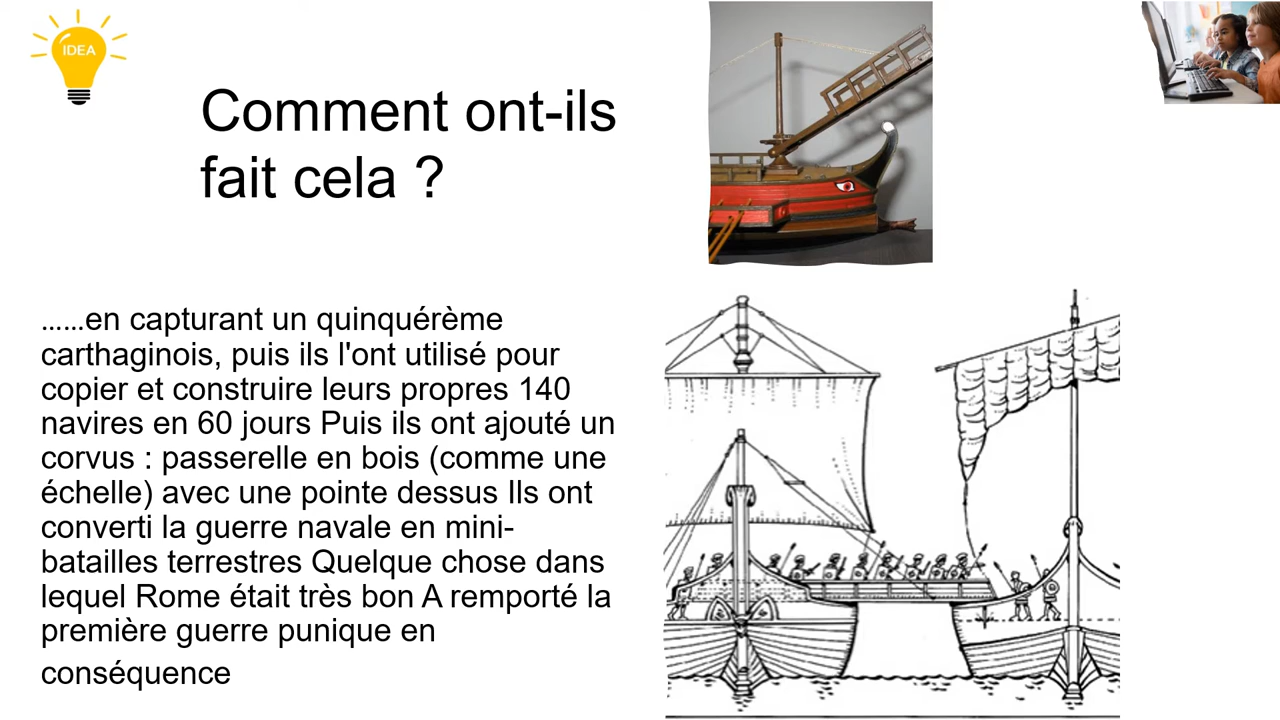 IDEA
Comment ont-ils
fait cela ?
......en capturant un quinquérème
carthaginois, puis ils l'ont utilisé pour
copier et construire leurs propres 140
navires en 60 jours Puis ils ont ajouté un
corvus : passerelle en bois (comme une
échelle) avec une pointe dessus Ils ont
converti la guerre navale en mini-
batailles terrestres Quelque chose dans
lequel Rome était très bon A remporté la
première guerre punique en
conséquence